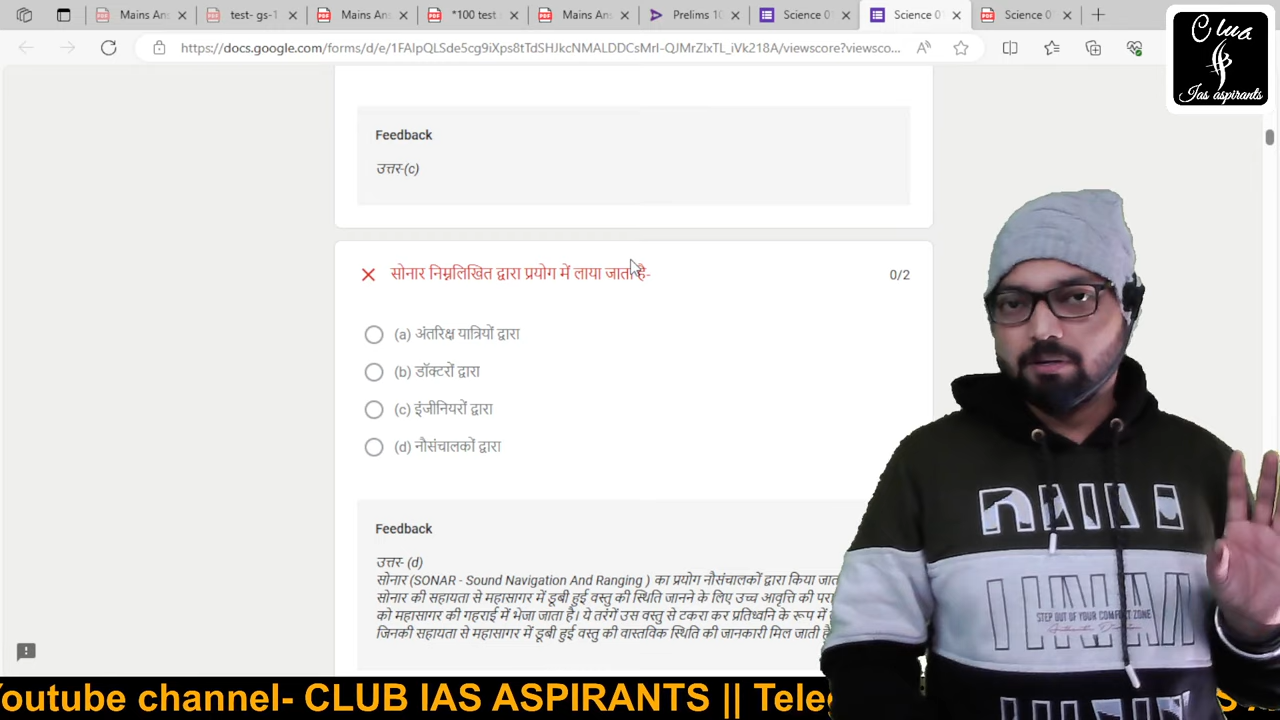 Mains An
test- gs-1
Mains An
*100 test
Mains An
Prelims 10
Science 0
Science 0
Science 0
https://docs.google.com/forms/d/e/1FAIpQLSde5cg9iXps8tTdSHJkcNMALDDCsMrI-QJMrZlxTL_iVk218A/viewscore?viewsco...
Clua
Ias aspirants
Feedback
उत्तर-(c)
सोनार निम्नलिखित द्वारा प्रयोग में लाया जाता है-
0/2
(a) अंतरिक्ष यात्रियों द्वारा
(b) डॉक्टरों द्वारा
(c) इंजीनियरों द्वारा
(d) नौसंचालकों द्वारा
Feedback
उत्तर- (d)
सोनार (SONAR - Sound Navigation And Ranging ) का प्रयोग नौसंचालकों द्वारा किया जात
सोनार की सहायता से महासागर में डूबी हुई वस्तु की स्थिति जानने के लिए उच्च आवृत्ति की
को महासागर की गहराई में भेजा जाता है। ये तरंगें उस वस्तु से टकरा कर प्रतिध्वनि के रूप में
जिनकी सहायता से महासागर में डूबी हुई वस्तु की वास्तविक स्थिति की जानकारी मिल जाती है
STEP OUT OF YOUR COMFORT ZONE
Youtube channel- CLUB IAS ASPIRANTS || Tele